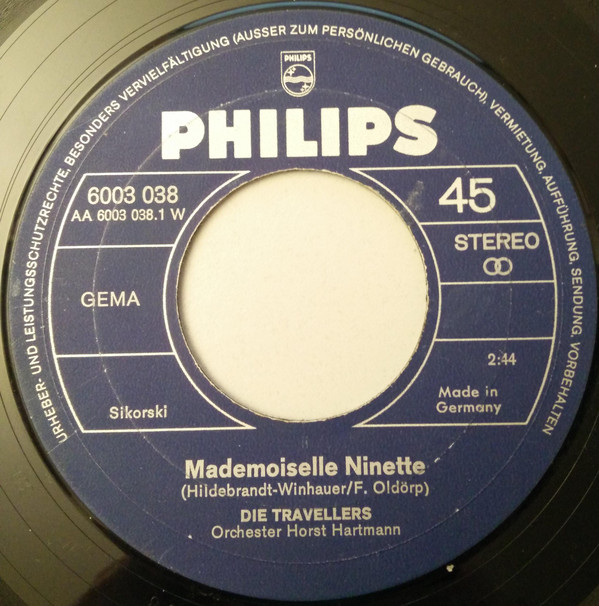 URHEBER- UND LEISTUNGSSCHUTZRECHTE, BESONDERS VERVIELFÄLTIGUNG (AUSSER ZUM PERSÖNLICHEN GEBRAUCH), VERMIETUNG, AUFFÜHRUNG, SENDUNG, VORBEHALTEN
PHILIPS
PHILIPS
6003 038
AA 6003 038.1 W
45
STEREO
GEMA
2:44
Sikorski
Made in
Germany
Mademoiselle Ninette
(Hildebrandt-Winhauer/F. Oldörp)
DIE TRAVELLERS
Orchester Horst Hartmann